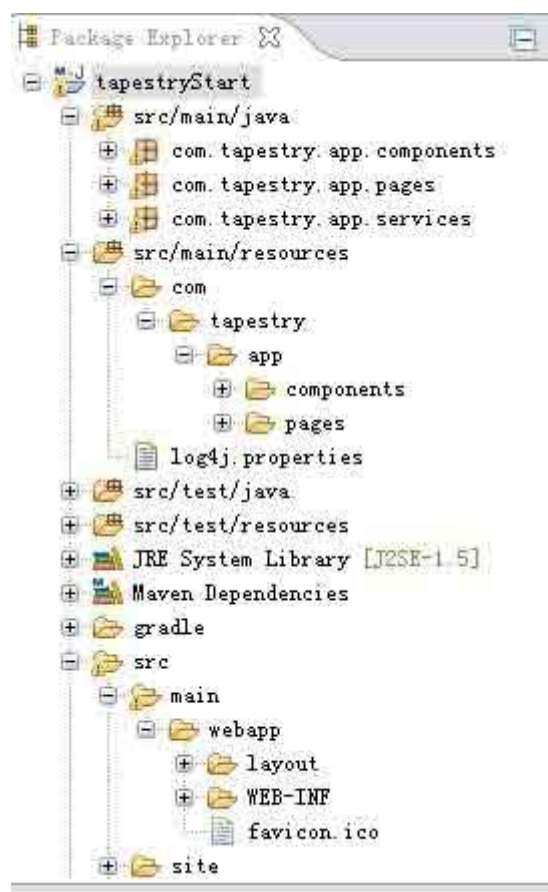 Package Explorer
tapestryStart
src/main/java
com.tapestry.app.components
com.tapestry.app.pages
com.tapestry.app.services
src/main/resources
com
tapestry
app
components
pages
log4j.properties
src/test/java
src/test/resources
JRE System Library [J2SE-1.5]
Maven Dependencies
gradle
src
main
webapp
layout
WEB-INF
favicon.ico
site